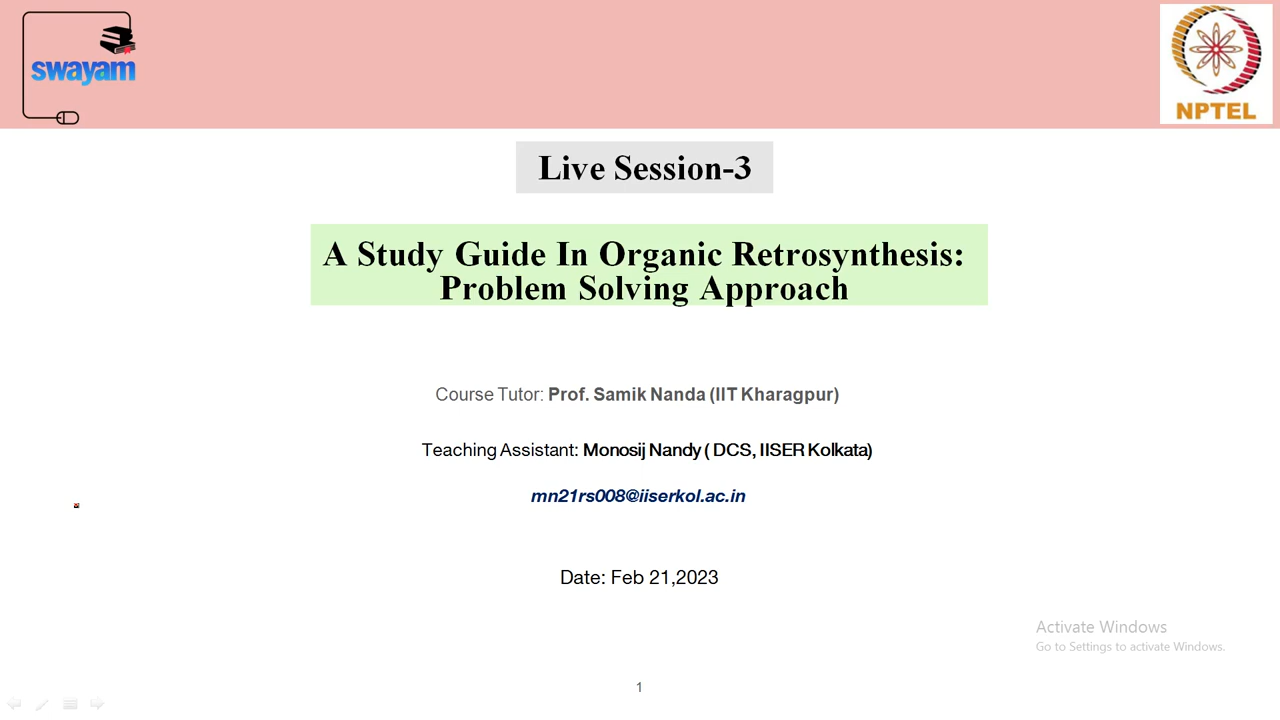 swayam
NPTEL
Live Session-3
A Study Guide In Organic Retrosynthesis:
Problem Solving Approach
Course Tutor: Prof. Samik Nanda (IIT Kharagpur)
Teaching Assistant: Monosij Nandy ( DCS, IISER Kolkata)
mn21rs008@iiserkol.ac.in
Date: Feb 21,2023
Activate Windows
Go to Settings to activate Windows.
1